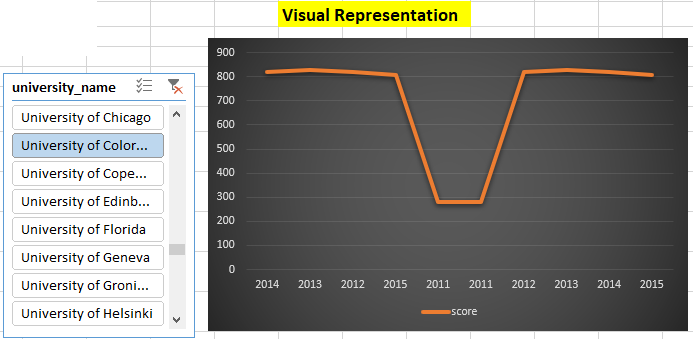 Visual Representation
university_name
University of Chicago
University of Color...
University of Cope...
University of Edinb...
University of Florida
University of Geneva
University of Groni...
University of Helsinki
900
800
700
600
500
400
300
200
100
0
2014 2013 2012 2015 2011 2011 2012 2013 2014 2015
score